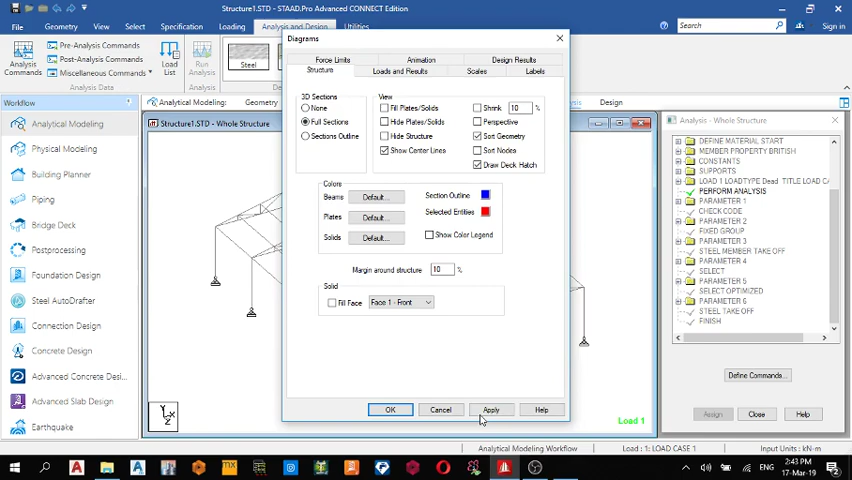 Structure1.STD - STAAD.Pro Advanced CONNECT Edition
File Geometry View Select Specification Loading Analysis and Design Utilities
Search
Sign in
Analysis Commands
Pre-Analysis Commands
Post-Analysis Commands
Miscellaneous Commands
Load List
Run Analysis
Steel
Analysis Data
Workflow
Analytical Modeling: Geometry
Design
Analytical Modeling
Physical Modeling
Building Planner
Piping
Bridge Deck
Postprocessing
Foundation Design
Steel AutoDrafter
Connection Design
Concrete Design
Advanced Concrete Des...
Advanced Slab Design
Earthquake
Structure1.STD - Whole Structure
Y
X
Z
Load 1
Diagrams
Force Limits Animation Design Results
Structure Loads and Results Scales Labels
3D Sections
None
Full Sections
Sections Outline
View
Fill Plates/Solids
Hide Plates/Solids
Hide Structure
Show Center Lines
Shrink 10 %
Perspective
Sort Geometry
Sort Nodes
Draw Deck Hatch
Colors
Beams Default...
Plates Default...
Solids Default...
Section Outline
Selected Entities
Show Color Legend
Margin around structure 10 %
Solid
Fill Face Face 1 - Front
OK Cancel Apply Help
Analysis - Whole Structure
DEFINE MATERIAL START
MEMBER PROPERTY BRITISH
CONSTANTS
SUPPORTS
LOAD 1 LOADTYPE Dead TITLE LOAD CA
PERFORM ANALYSIS
PARAMETER 1
CHECK CODE
PARAMETER 2
FIXED GROUP
PARAMETER 3
STEEL MEMBER TAKE OFF
PARAMETER 4
SELECT
PARAMETER 5
SELECT OPTIMIZED
PARAMETER 6
STEEL TAKE OFF
FINISH
Define Commands...
Assign Close Help
Analytical Modeling Workflow Load : 1: LOAD CASE 1 Input Units : kN-m
ENG
2:43 PM
17-Mar-19
2